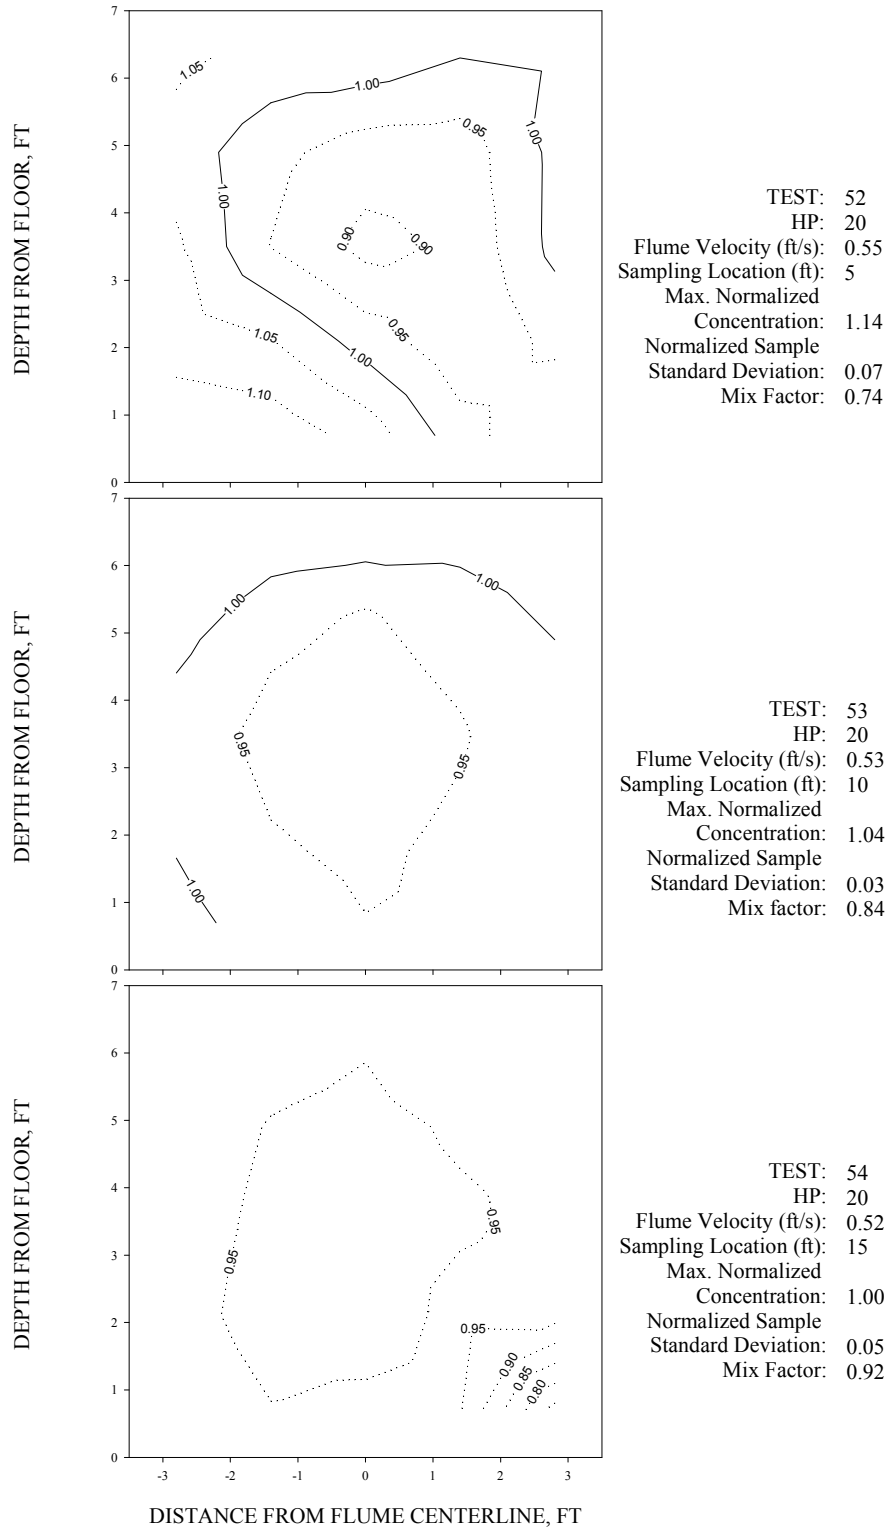 7
6
5
4
3
2
1
0
DEPTH FROM FLOOR, FT
1.05
1.00
0.95
1.00
1.00
0.90
0.90
0.95
1.05
1.00
1.10
TEST: 52
HP: 20
Flume Velocity (ft/s): 0.55
Sampling Location (ft): 5
Max. Normalized
Concentration: 1.14
Normalized Sample
Standard Deviation: 0.07
Mix Factor: 0.74
7
6
5
4
3
2
1
0
DEPTH FROM FLOOR, FT
1.00
1.00
0.95
0.95
1.00
TEST: 53
HP: 20
Flume Velocity (ft/s): 0.53
Sampling Location (ft): 10
Max. Normalized
Concentration: 1.04
Normalized Sample
Standard Deviation: 0.03
Mix factor: 0.84
7
6
5
4
3
2
1
0
DEPTH FROM FLOOR, FT
0.95
0.95
0.95
0.90
0.85
0.80
TEST: 54
HP: 20
Flume Velocity (ft/s): 0.52
Sampling Location (ft): 15
Max. Normalized
Concentration: 1.00
Normalized Sample
Standard Deviation: 0.05
Mix Factor: 0.92
-3 -2 -1 0 1 2 3
DISTANCE FROM FLUME CENTERLINE, FT